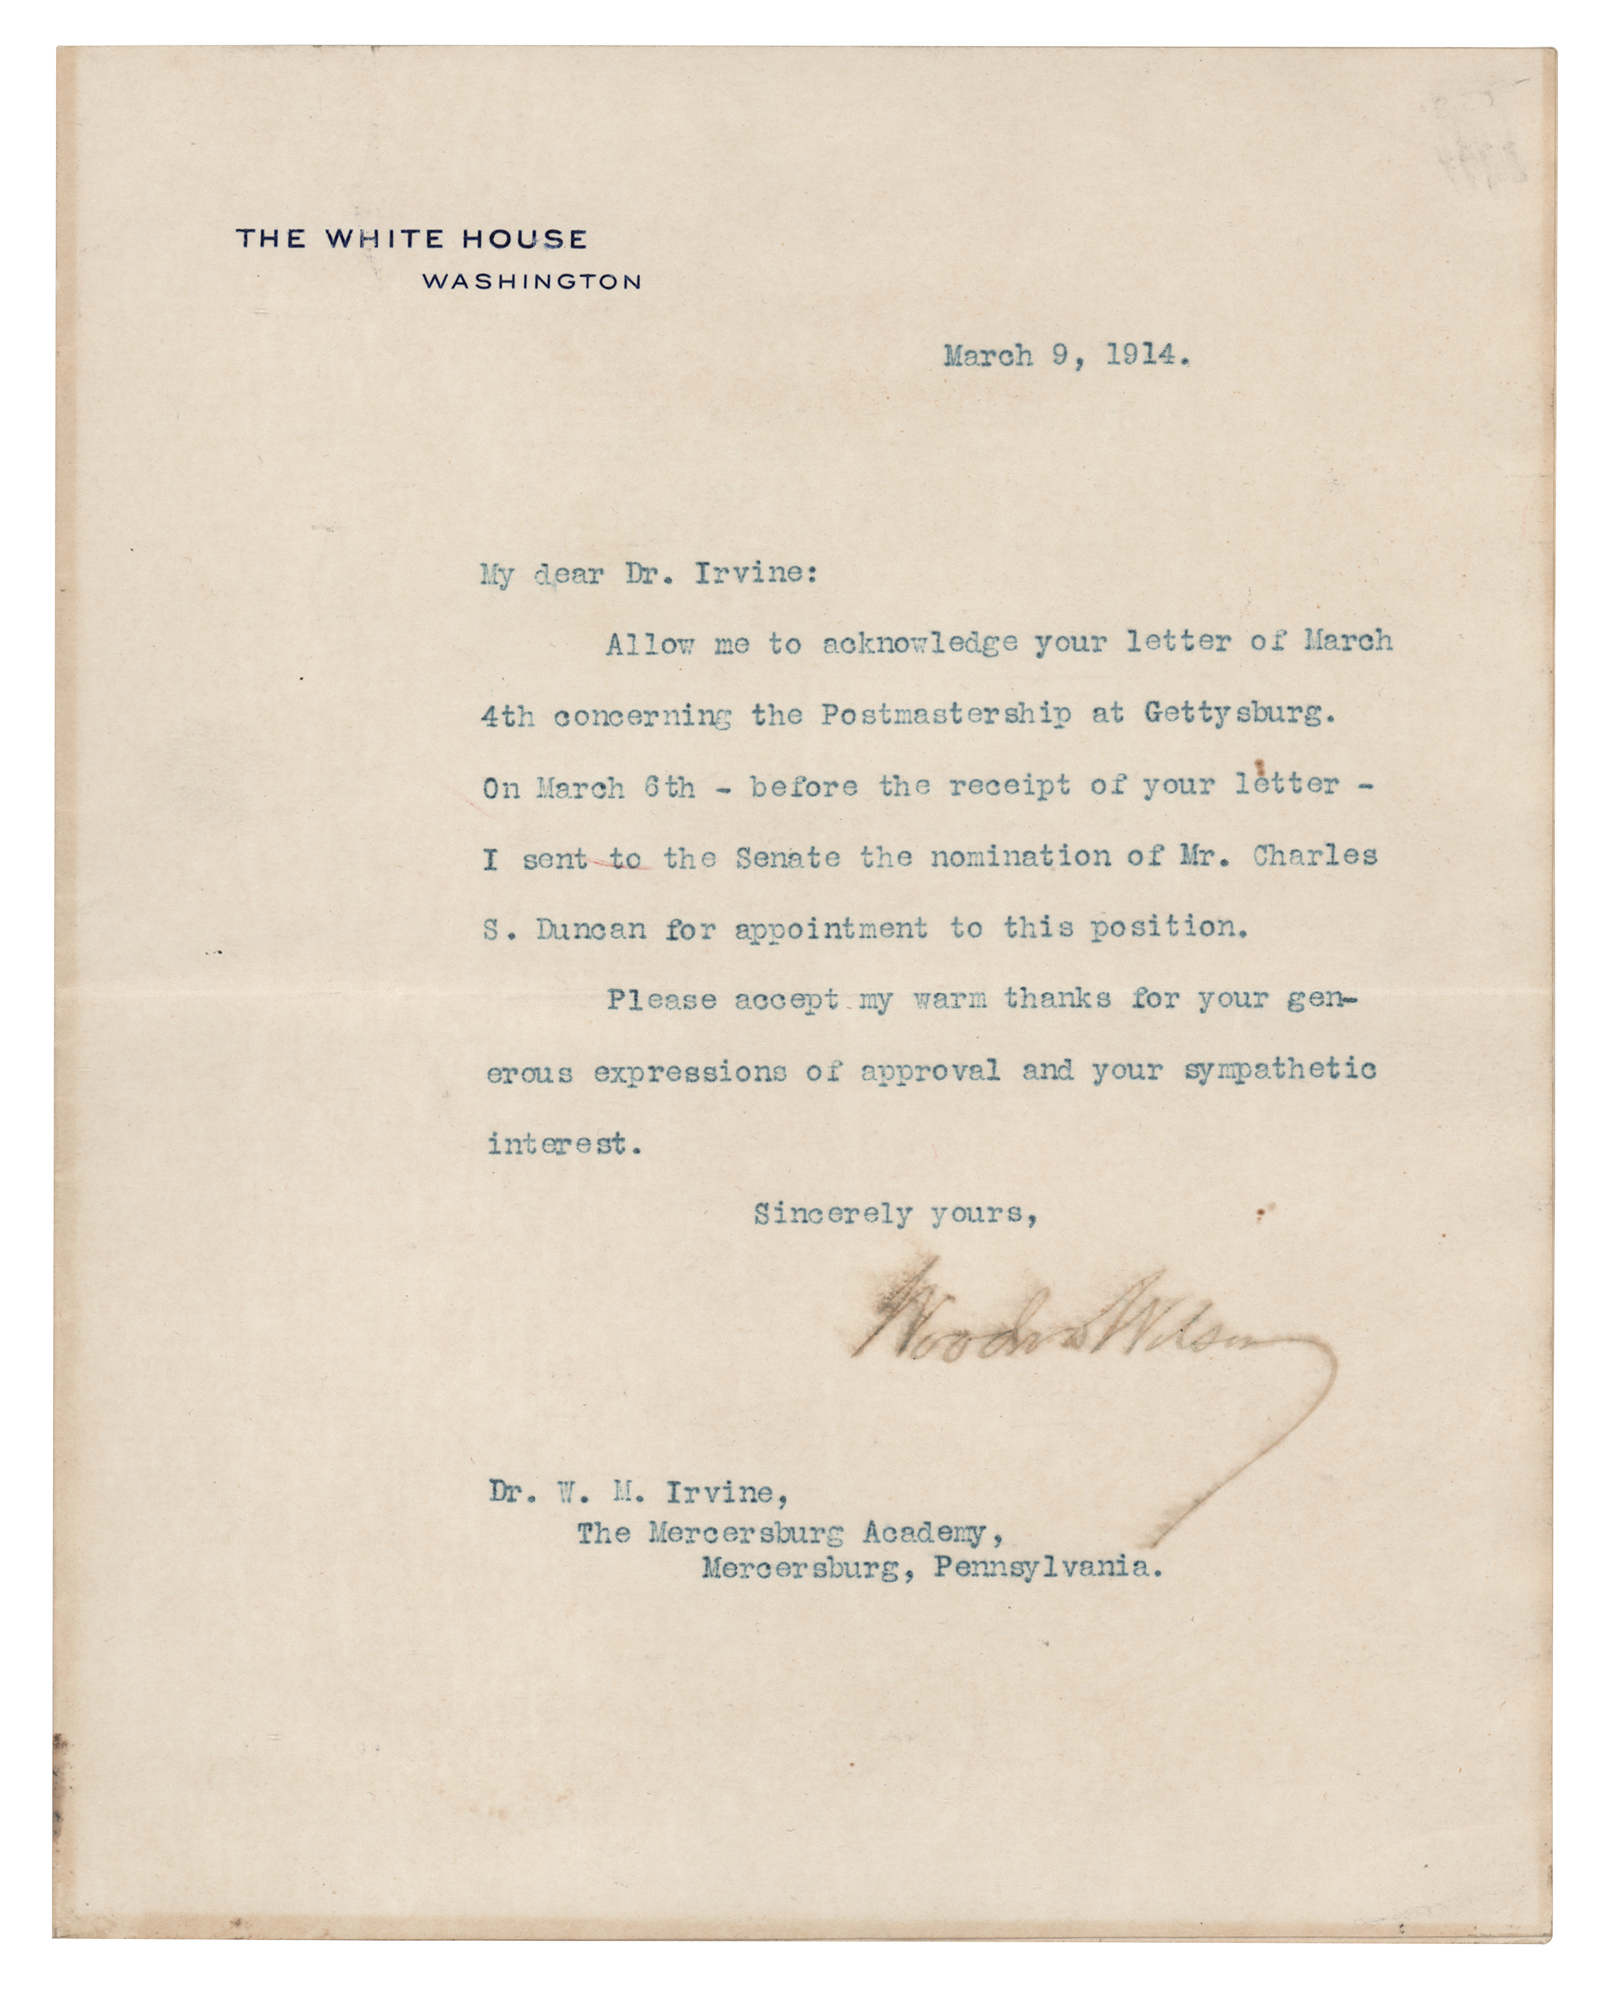 THE WHITE HOUSE
WASHINGTON
March 9, 1914.
My dear Dr. Irvine:
Allow me to acknowledge your letter of March
4th concerning the Postmastership at Gettysburg.
On March 6th - before the receipt of your letter -
I sent to the Senate the nomination of Mr. Charles
S. Duncan for appointment to this position.
Please accept my warm thanks for your gen-
erous expressions of approval and your sympathetic
interest.
Sincerely yours,
Woodrow Wilson
Dr. W. M. Irvine,
The Mercersburg Academy,
Mercersburg, Pennsylvania.